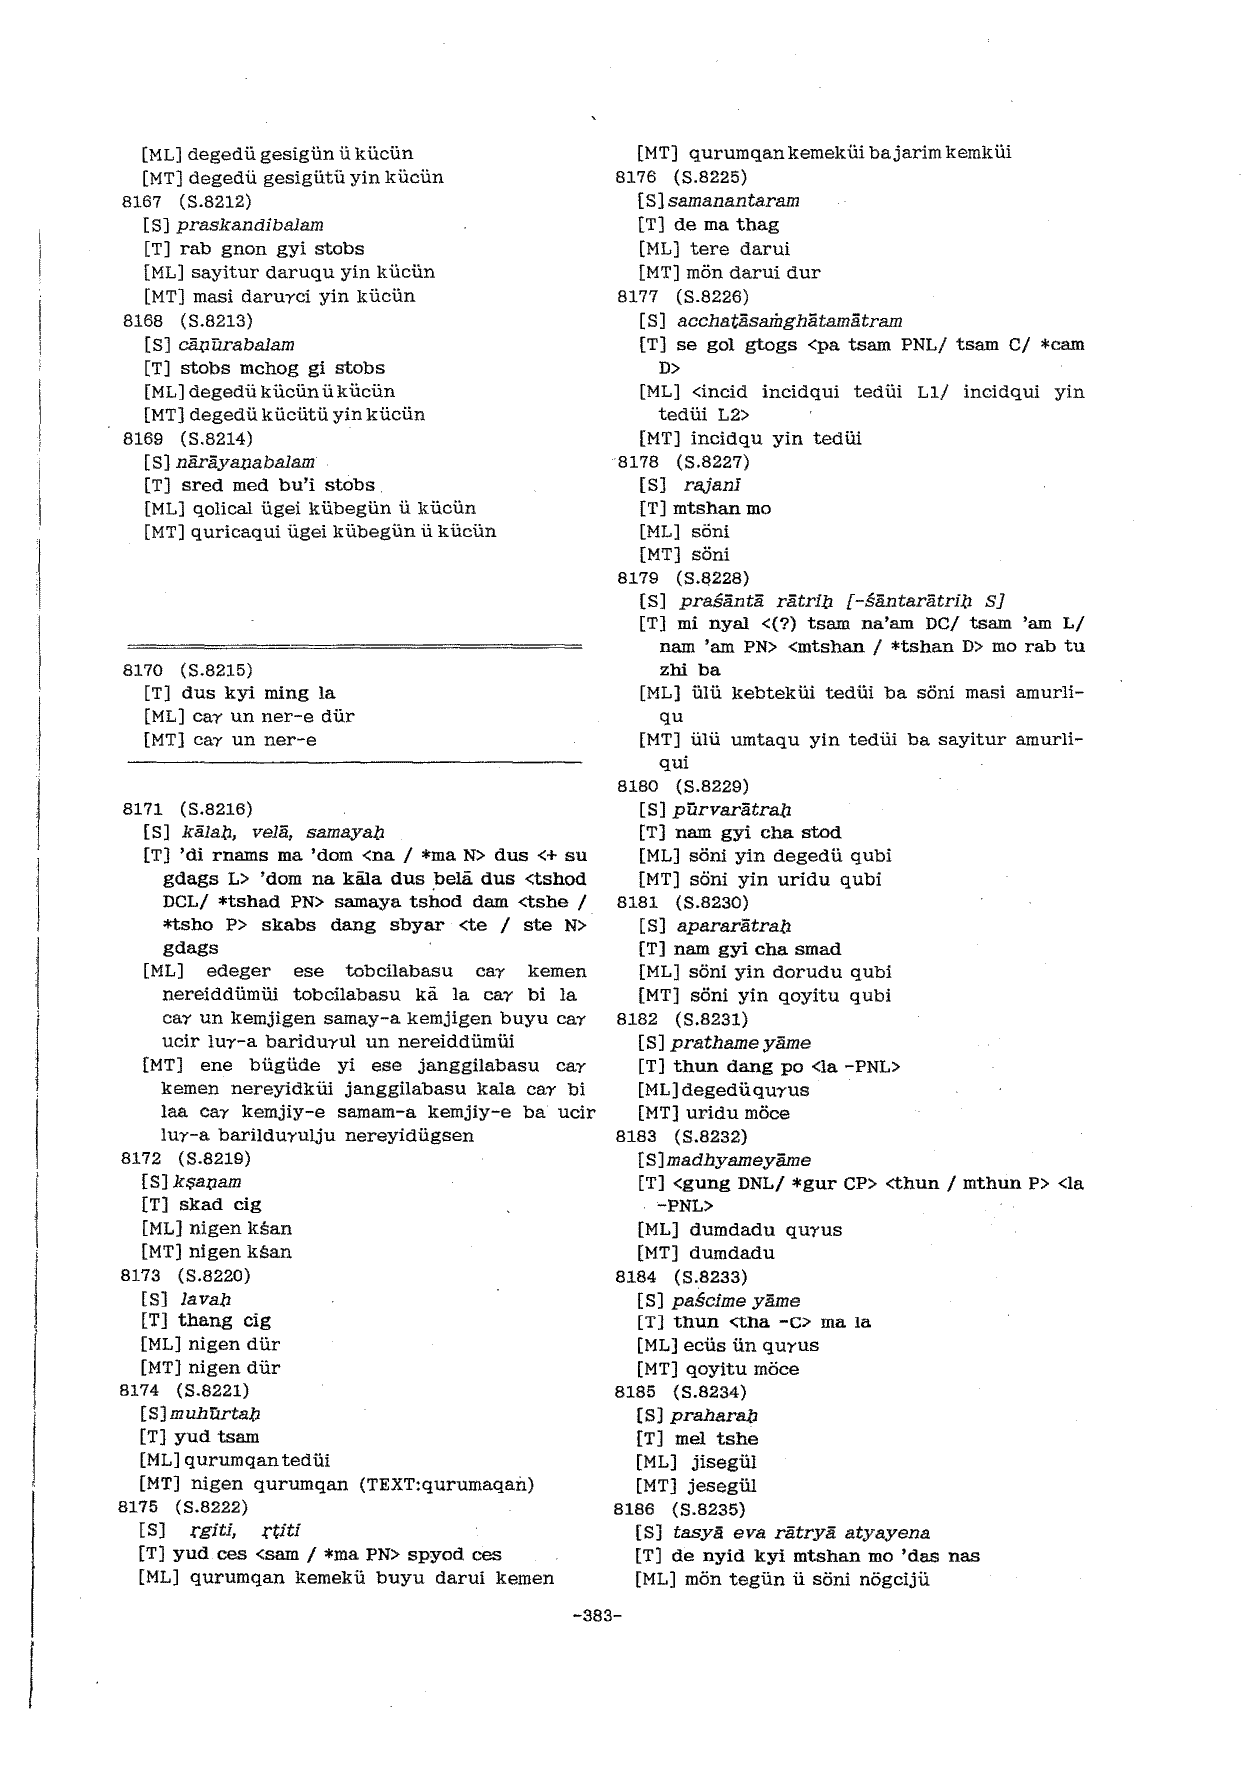 [ML] degedü gesigün ü kücün
[MT] degedü gesigütü yin kücün
8167 (S.8212)
[S] praskandibalam
[T] rab gnon gyi stobs
[ML] sayitur daruqu yin kücün
[MT] masi daruγci yin kücün
8168 (S.8213)
[S] cāṇūrabalam
[T] stobs mchog gi stobs
[ML] degedü kücün ü kücün
[MT] degedü kücütü yin kücün
8169 (S.8214)
[S] nārāyaṇabalam
[T] sred med bu'i stobs
[ML] qolical ügei kübegün ü kücün
[MT] quricaqui ügei kübegün ü kücün
8170 (S.8215)
[T] dus kyi ming la
[ML] caγ un ner-e dür
[MT] caγ un ner-e
8171 (S.8216)
[S] kālaḥ, velā, samayaḥ
[T] 'di rnams ma 'dom <na / *ma N> dus <+ su
gdags L> 'dom na kāla dus belā dus <tshod
DCL/ *tshad PN> samaya tshod dam <tshe /
*tsho P> skabs dang sbyar <te / ste N>
gdags
[ML] edeger ese tobcilabasu caγ kemen
nereiddümüi tobcilabasu kā la caγ bi la
caγ un kemjigen samay-a kemjigen buyu caγ
ucir luγ-a bariduγul un nereiddümüi
[MT] ene bügüde yi ese janggilabasu caγ
kemen nereyidküi janggilabasu kala caγ bi
laa caγ kemjiy-e samam-a kemjiy-e ba ucir
luγ-a barilduγulju nereyidügsen
8172 (S.8219)
[S] kṣaṇam
[T] skad cig
[ML] nigen kśan
[MT] nigen kśan
8173 (S.8220)
[S] lavaḥ
[T] thang cig
[ML] nigen dür
[MT] nigen dür
8174 (S.8221)
[S] muhūrtaḥ
[T] yud tsam
[ML] qurumqan tedüi
[MT] nigen qurumqan (TEXT:qurumaqan)
8175 (S.8222)
[S] ṛgiti, ṛṭiti
[T] yud ces <sam / *ma PN> spyod ces
[ML] qurumqan kemekü buyu darui kemen
[MT] qurumqan kemeküi ba jarim kemküi
8176 (S.8225)
[S] samanantaram
[T] de ma thag
[ML] tere darui
[MT] mön darui dur
8177 (S.8226)
[S] acchaṭāsaṁghātamātram
[T] se gol gtogs <pa tsam PNL/ tsam C/ *cam
D>
[ML] <incid incidqui tedüi L1/ incidqui yin
tedüi L2>
[MT] incidqu yin tedüi
8178 (S.8227)
[S] rajanī
[T] mtshan mo
[ML] söni
[MT] söni
8179 (S.8228)
[S] praśāntā rātriḥ [-śāntarātriḥ S]
[T] mi nyal <(?) tsam na'am DC/ tsam 'am L/
nam 'am PN> <mtshan / *tshan D> mo rab tu
zhi ba
[ML] ülü kebteküi tedüi ba söni masi amurli-
qu
[MT] ülü umtaqu yin tedüi ba sayitur amurli-
qui
8180 (S.8229)
[S] pūrvarātraḥ
[T] nam gyi cha stod
[ML] söni yin degedü qubi
[MT] söni yin uridu qubi
8181 (S.8230)
[S] apararātraḥ
[T] nam gyi cha smad
[ML] söni yin dorudu qubi
[MT] söni yin qoyitu qubi
8182 (S.8231)
[S] prathame yāme
[T] thun dang po <la -PNL>
[ML] degedü quγus
[MT] uridu möce
8183 (S.8232)
[S] madhyame yāme
[T] <gung DNL/ *gur CP> <thun / mthun P> <la
-PNL>
[ML] dumdadu quγus
[MT] dumdadu
8184 (S.8233)
[S] paścime yāme
[T] thun <tha -C> ma la
[ML] ecüs ün quγus
[MT] qoyitu möce
8185 (S.8234)
[S] praharaḥ
[T] mel tshe
[ML] jisegül
[MT] jesegül
8186 (S.8235)
[S] tasyā eva rātryā atyayena
[T] de nyid kyi mtshan mo 'das nas
[ML] mön tegün ü söni nögcijü
-383-